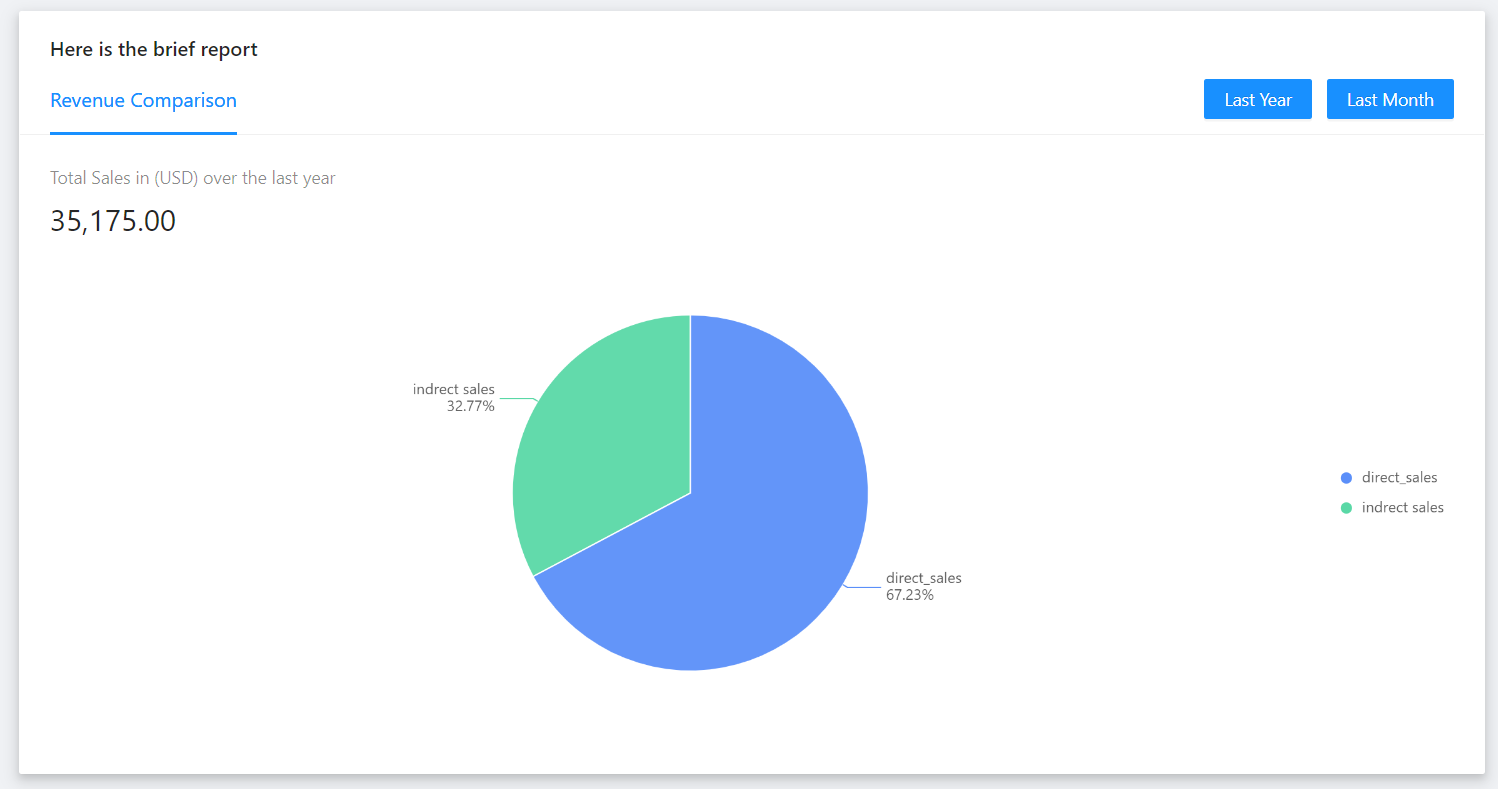 Here is the brief report
Revenue Comparison
Last Year
Last Month
Total Sales in (USD) over the last year
35,175.00
indrect sales
32.77%
direct_sales
67.23%
direct_sales
indrect sales